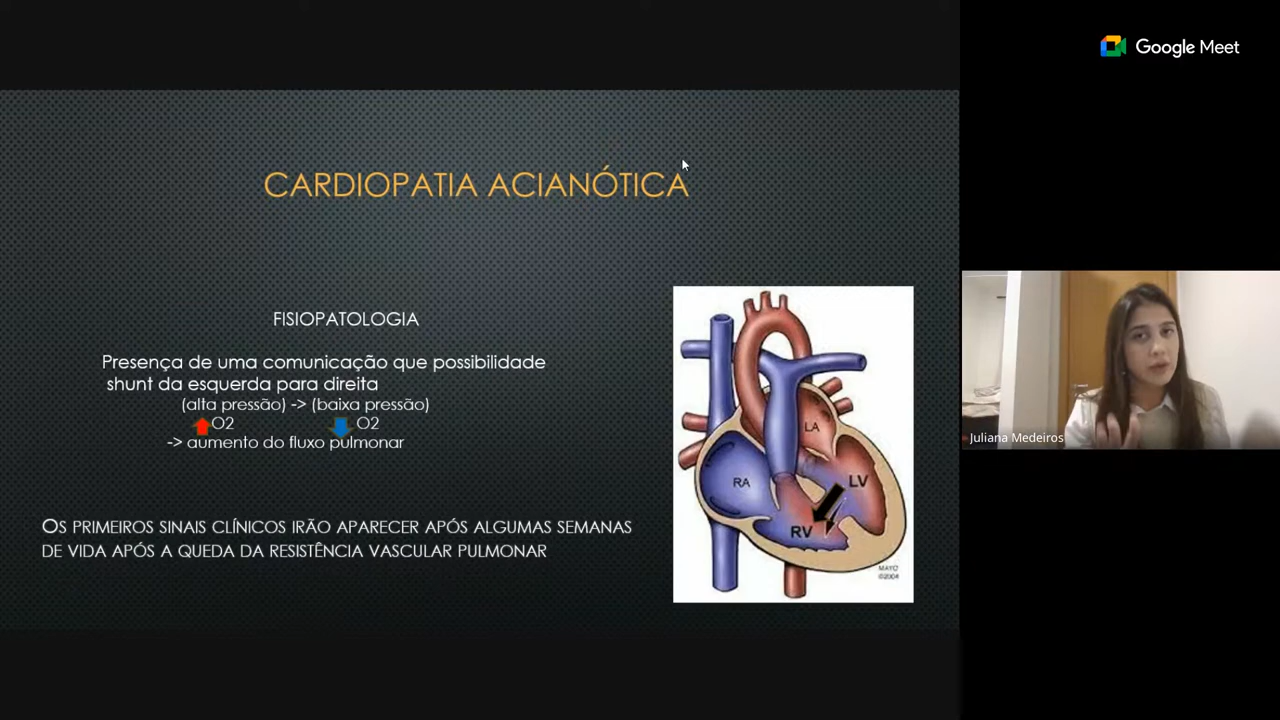 Google Meet
CARDIOPATIA ACIANÓTICA
FISIOPATOLOGIA
Presença de uma comunicação que possibilidade
shunt da esquerda para direita
(alta pressão) -> (baixa pressão)
O2 O2
-> aumento do fluxo pulmonar
OS PRIMEIROS SINAIS CLÍNICOS IRÃO APARECER APÓS ALGUMAS SEMANAS
DE VIDA APÓS A QUEDA DA RESISTÊNCIA VASCULAR PULMONAR
LA
RA
LV
RV
MAYO
©2004
Juliana Medeiros